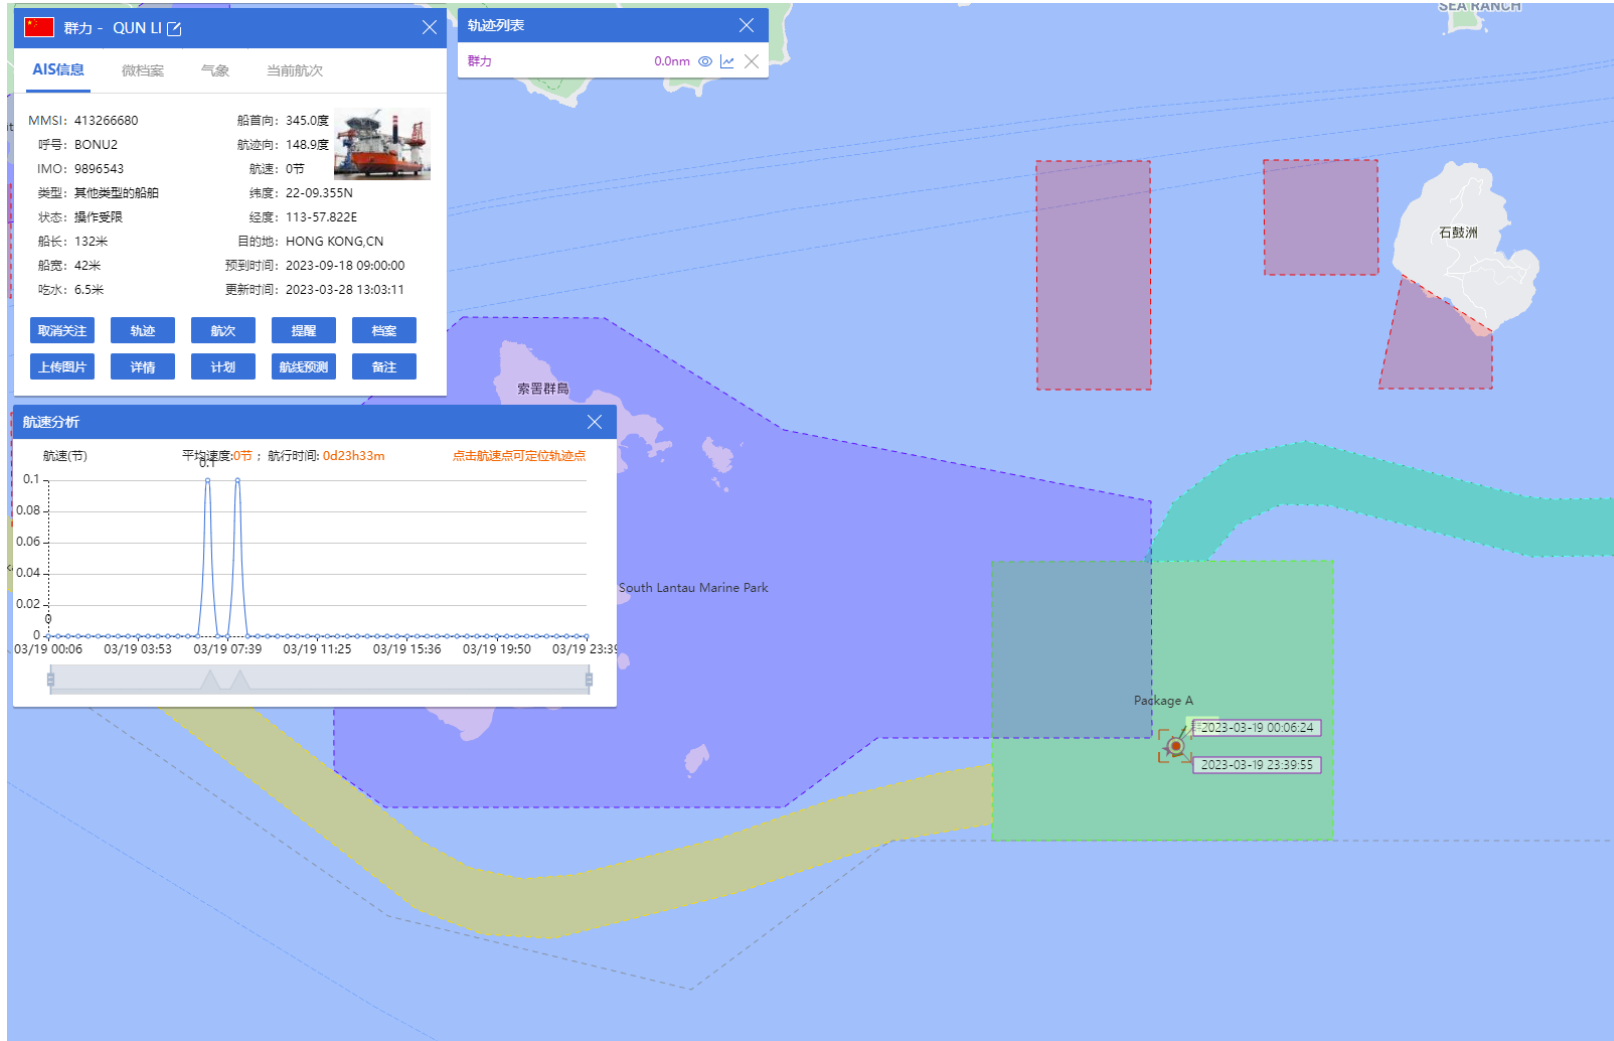 SEA RANCH
群力 - QUN LI
轨迹列表
群力 0.0nm
AIS信息 微档案 气象 当前航次
MMSI: 413266680 船首向: 345.0度
呼号: BONU2 航迹向: 148.9度
IMO: 9896543 航速: 0节
类型: 其他类型的船舶 纬度: 22-09.355N
状态: 操作受限 经度: 113-57.822E
船长: 132米 目的地: HONG KONG,CN
船宽: 42米 预到时间: 2023-09-18 09:00:00
吃水: 6.5米 更新时间: 2023-03-28 13:03:11
取消关注 轨迹 航次 提醒 档案
上传图片 详情 计划 航线预测 备注
石鼓洲
索罟群島
航速分析
航速(节) 平均速度:0节 ; 航行时间: 0d23h33m 点击航速点可定位轨迹点
0.1
0.1
0.08
0.06
0.04
0.02
0
0
03/19 00:06 03/19 03:53 03/19 07:39 03/19 11:25 03/19 15:36 03/19 19:50 03/19 23:39
South Lantau Marine Park
Package A
2023-03-19 00:06:24
2023-03-19 23:39:55